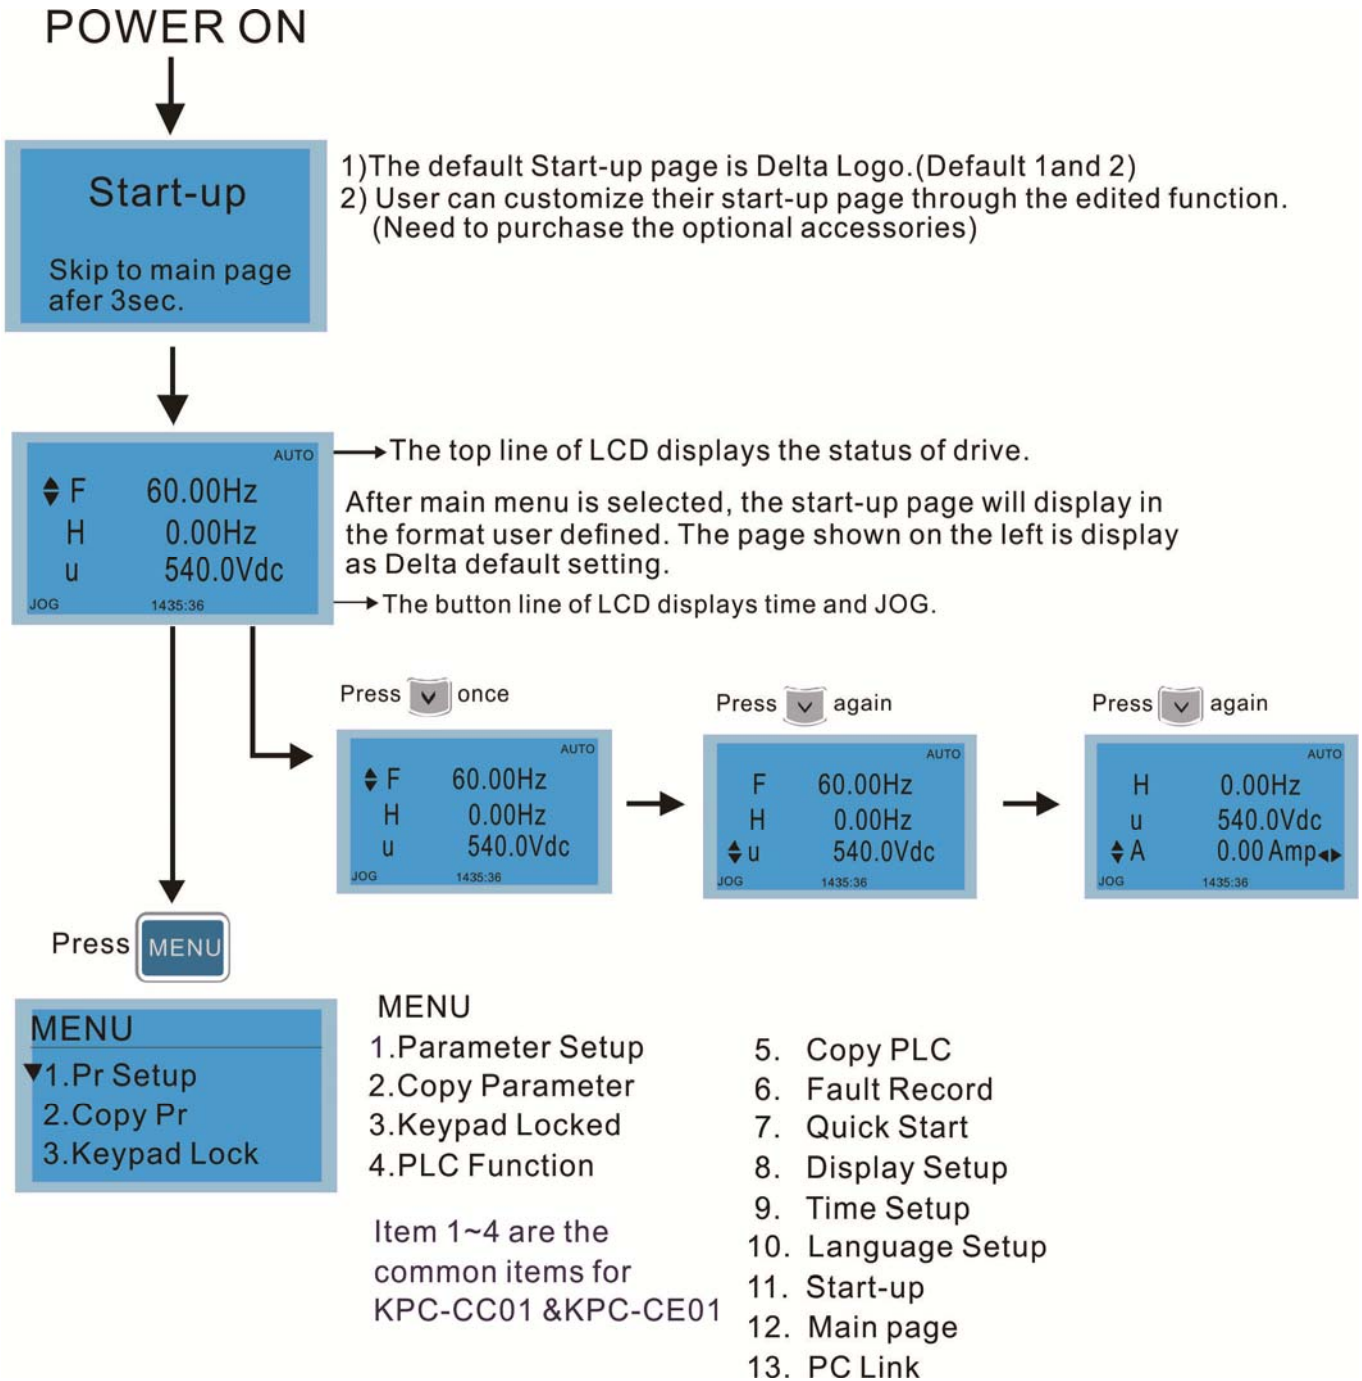 POWER ON
Start-up
Skip to main page
afer 3sec.
1)The default Start-up page is Delta Logo.(Default 1and 2)
2) User can customize their start-up page through the edited function.
(Need to purchase the optional accessories)
AUTO
F 60.00Hz
H 0.00Hz
u 540.0Vdc
JOG 1435:36
The top line of LCD displays the status of drive.
After main menu is selected, the start-up page will display in
the format user defined. The page shown on the left is display
as Delta default setting.
The button line of LCD displays time and JOG.
Press once
AUTO
F 60.00Hz
H 0.00Hz
u 540.0Vdc
JOG 1435:36
Press again
AUTO
F 60.00Hz
H 0.00Hz
u 540.0Vdc
JOG 1435:36
Press again
AUTO
H 0.00Hz
u 540.0Vdc
A 0.00 Amp
JOG 1435:36
Press MENU
MENU
1.Pr Setup
2.Copy Pr
3.Keypad Lock
MENU
1.Parameter Setup
2.Copy Parameter
3.Keypad Locked
4.PLC Function
Item 1~4 are the
common items for
KPC-CC01 &KPC-CE01
5. Copy PLC
6. Fault Record
7. Quick Start
8. Display Setup
9. Time Setup
10. Language Setup
11. Start-up
12. Main page
13. PC Link